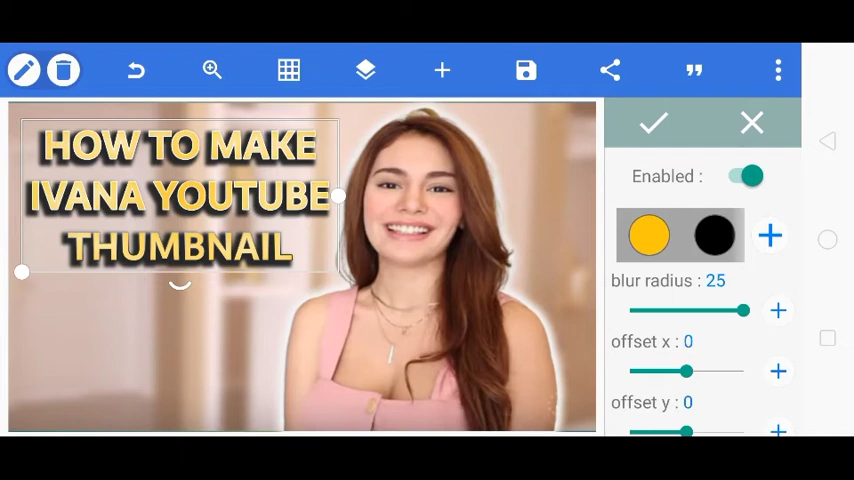 HOW TO MAKE
IVANA YOUTUBE
THUMBNAIL
Enabled :
blur radius : 25
offset x : 0
offset y : 0